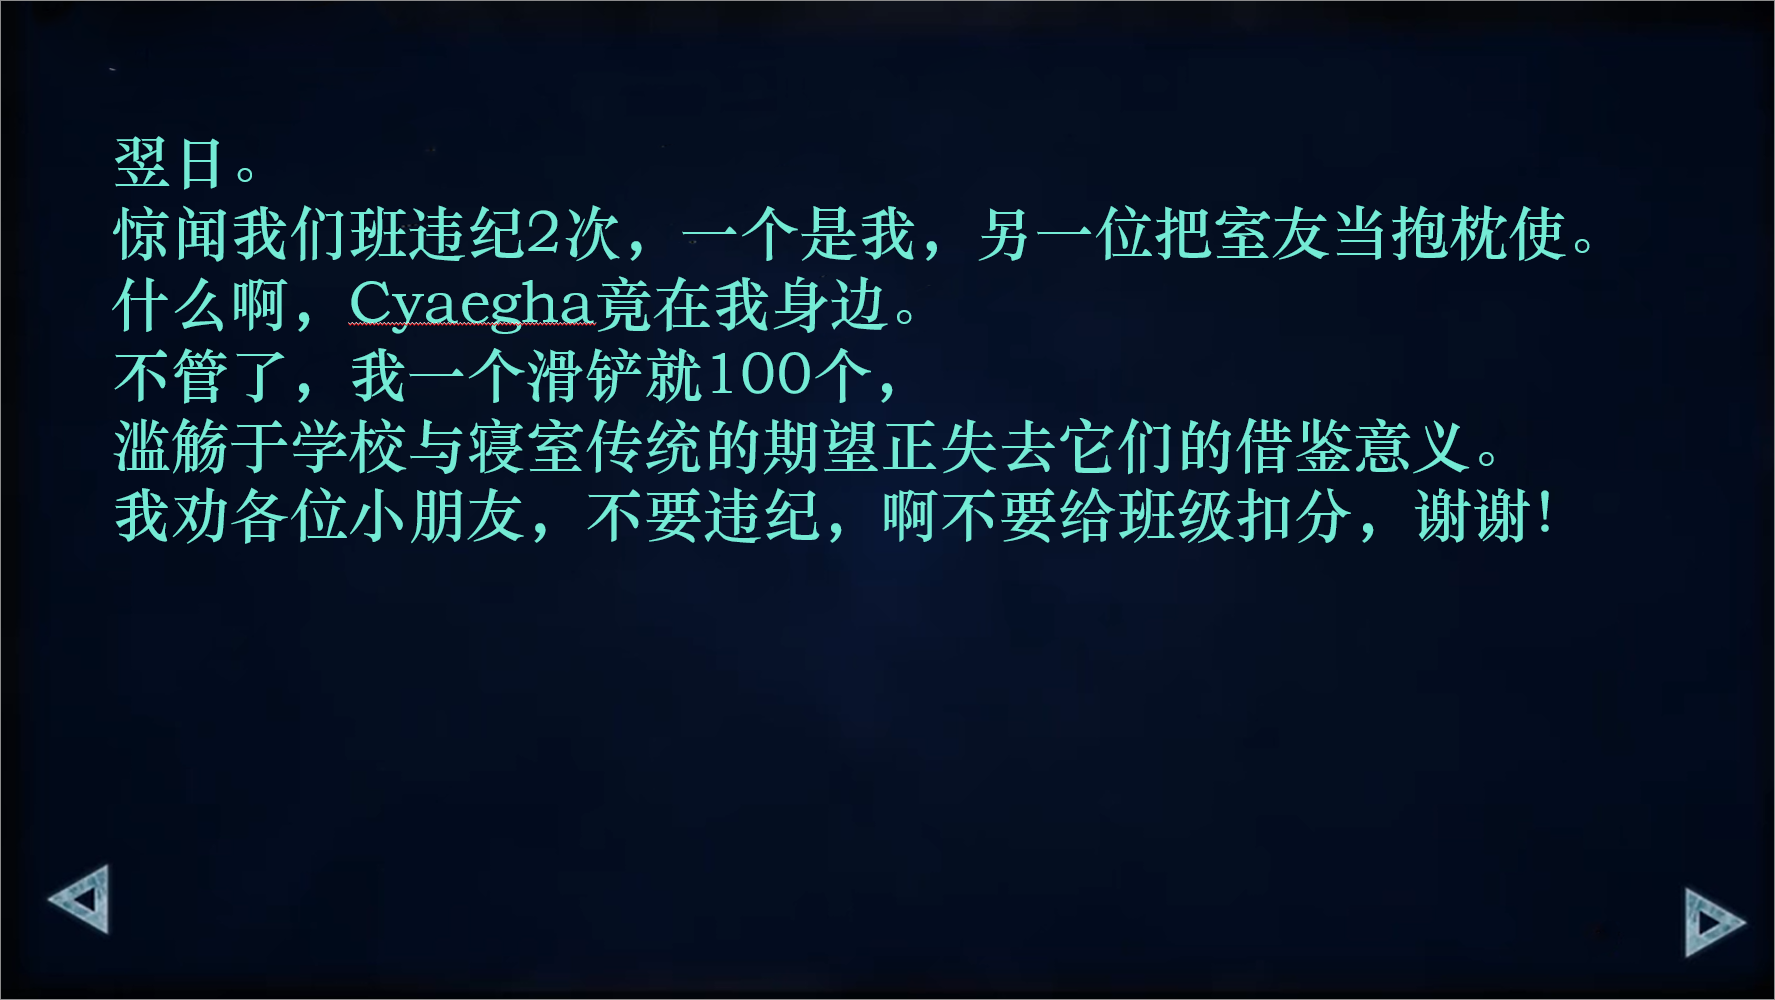 翌日。
惊闻我们班违纪2次，一个是我，另一位把室友当抱枕使。
什么啊，Cyaegha竟在我身边。
不管了，我一个滑铲就100个，
滥觞于学校与寝室传统的期望正失去它们的借鉴意义。
我劝各位小朋友，不要违纪，啊不要给班级扣分，谢谢！